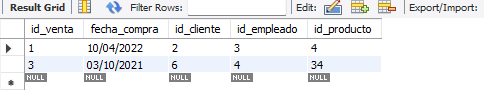 Result Grid Filter Rows: Edit: Export/Import:
id_venta fecha_compra id_cliente id_empleado id_producto
1 10/04/2022 2 3 4
3 03/10/2021 6 4 34
NULL NULL NULL NULL NULL